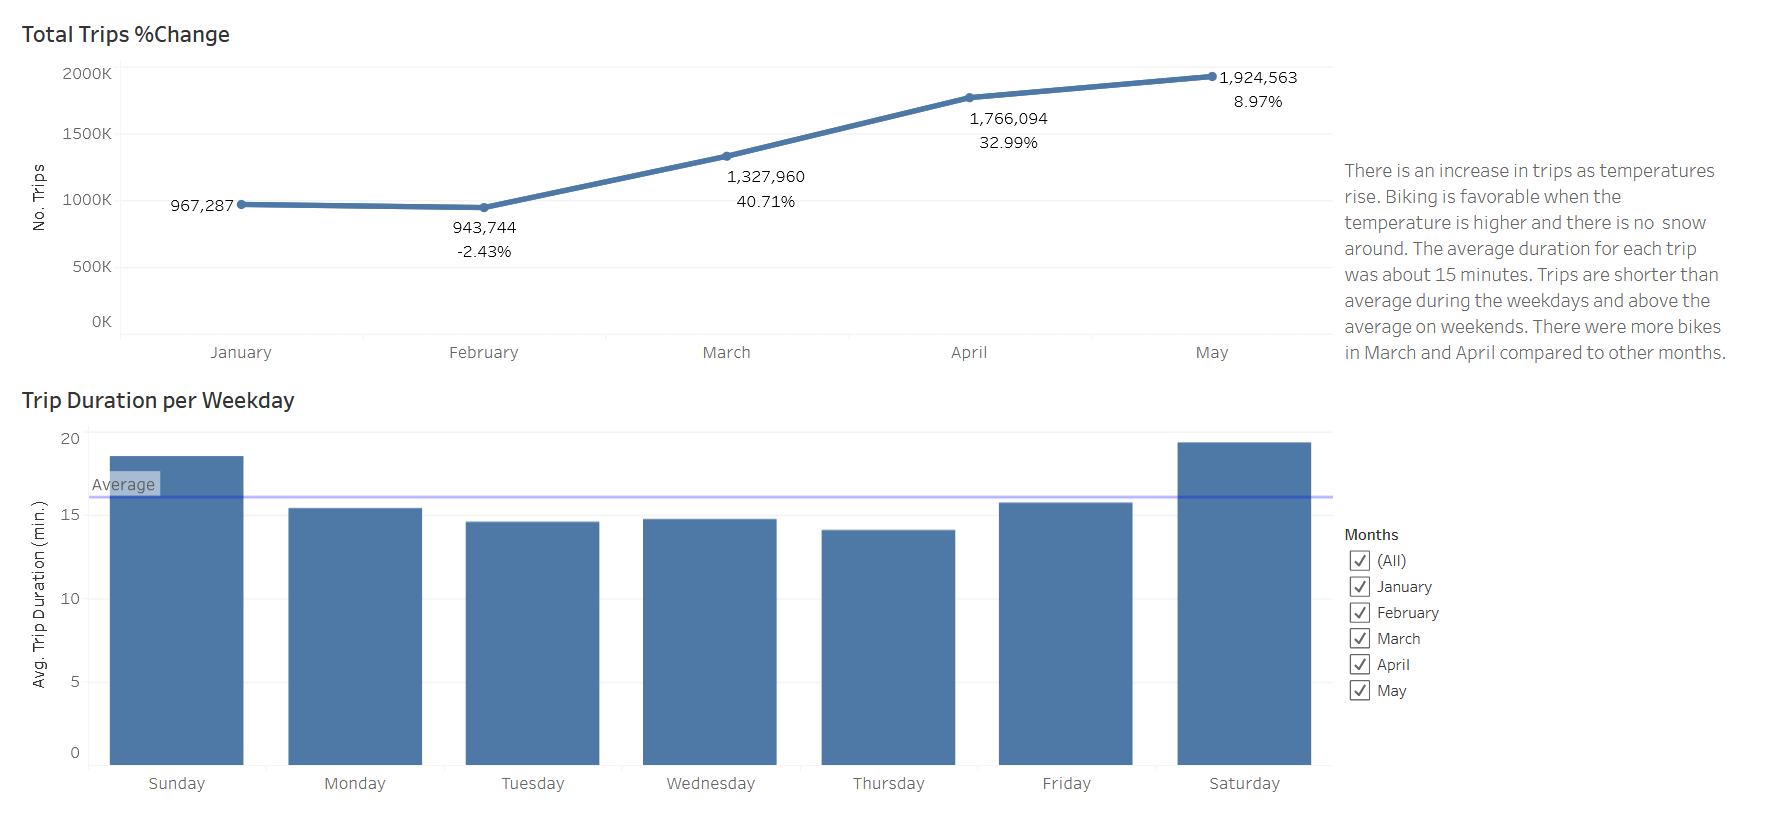 Total Trips %Change
2000K
1500K
1000K
500K
0K
No. Trips
967,287
943,744
-2.43%
1,327,960
40.71%
1,766,094
32.99%
1,924,563
8.97%
January February March April May
There is an increase in trips as temperatures
rise. Biking is favorable when the
temperature is higher and there is no  snow
around. The average duration for each trip
was about 15 minutes. Trips are shorter than
average during the weekdays and above the
average on weekends. There were more bikes
in March and April compared to other months.
Trip Duration per Weekday
20
15
10
5
0
Avg. Trip Duration (min.)
Average
Sunday Monday Tuesday Wednesday Thursday Friday Saturday
Months
(All)
January
February
March
April
May